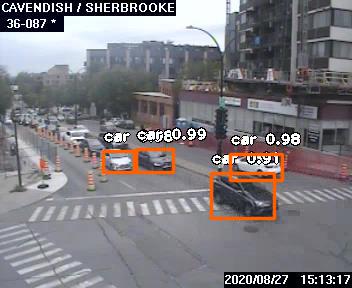 CAVENDISH / SHERBROOKE
36-087 *
car
car 0.99
car 0.98
car 0.91
2020/08/27 15:13:17